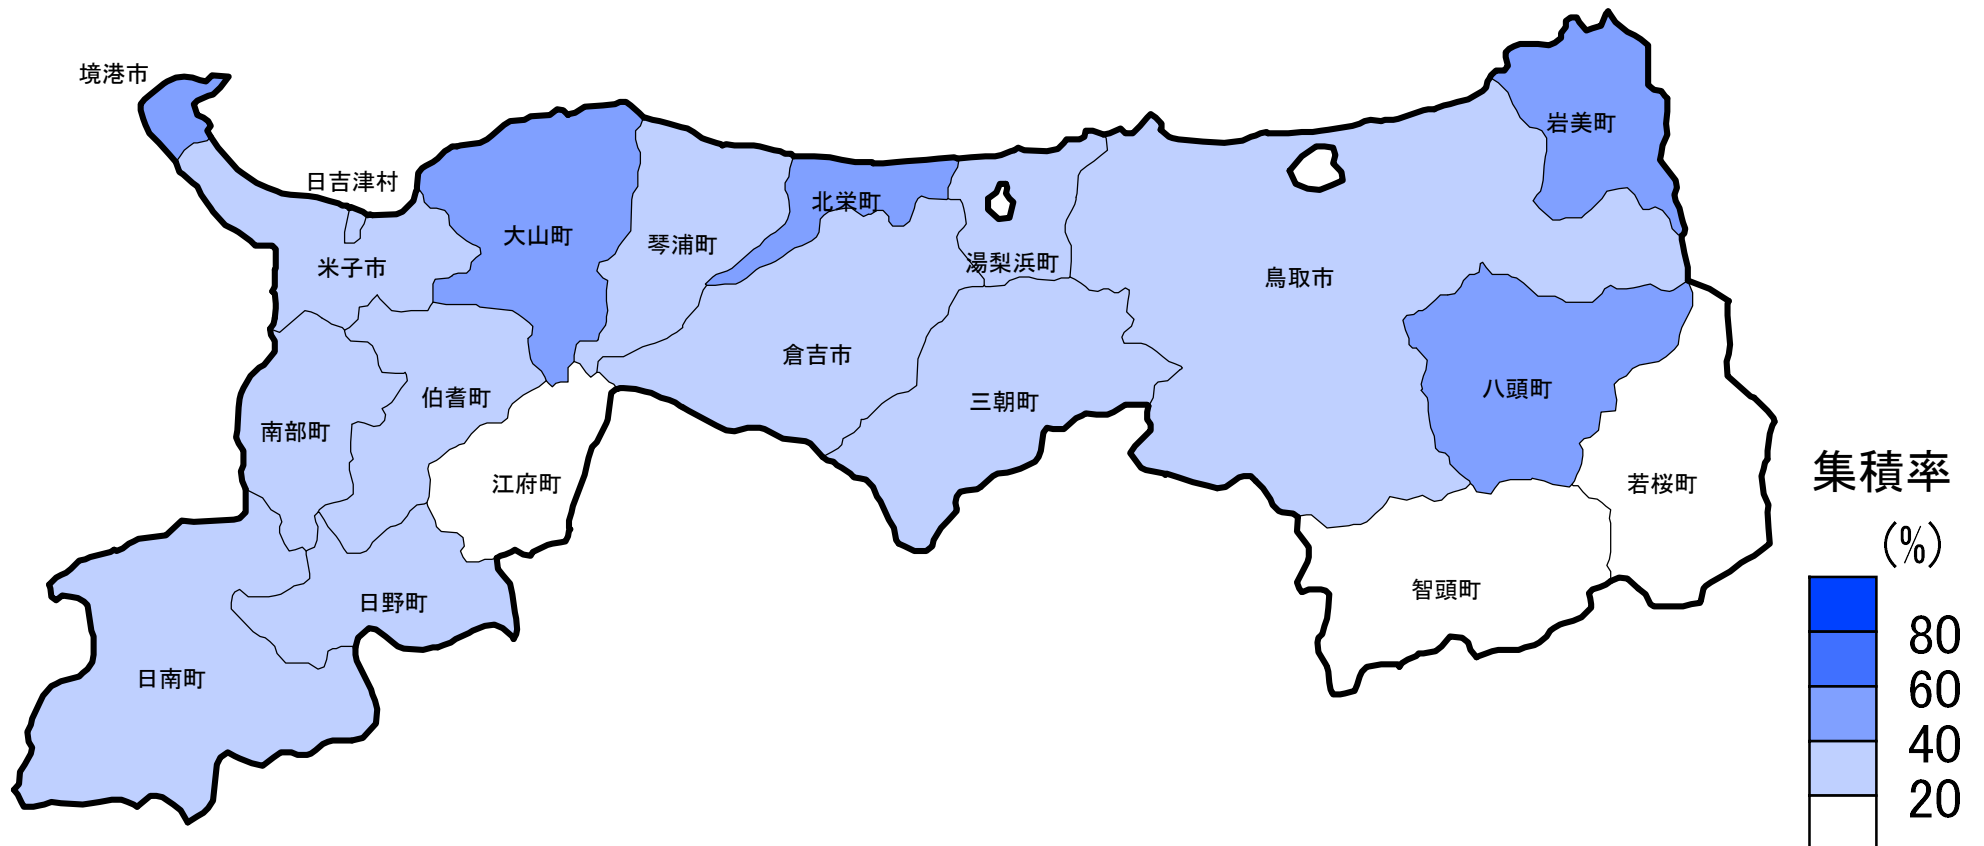 境港市
岩美町
日吉津村
北栄町
大山町
琴浦町
米子市
湯梨浜町
鳥取市
倉吉市
八頭町
伯耆町
三朝町
南部町
江府町
若桜町
智頭町
日野町
日南町
集積率
(%)
80
60
40
20